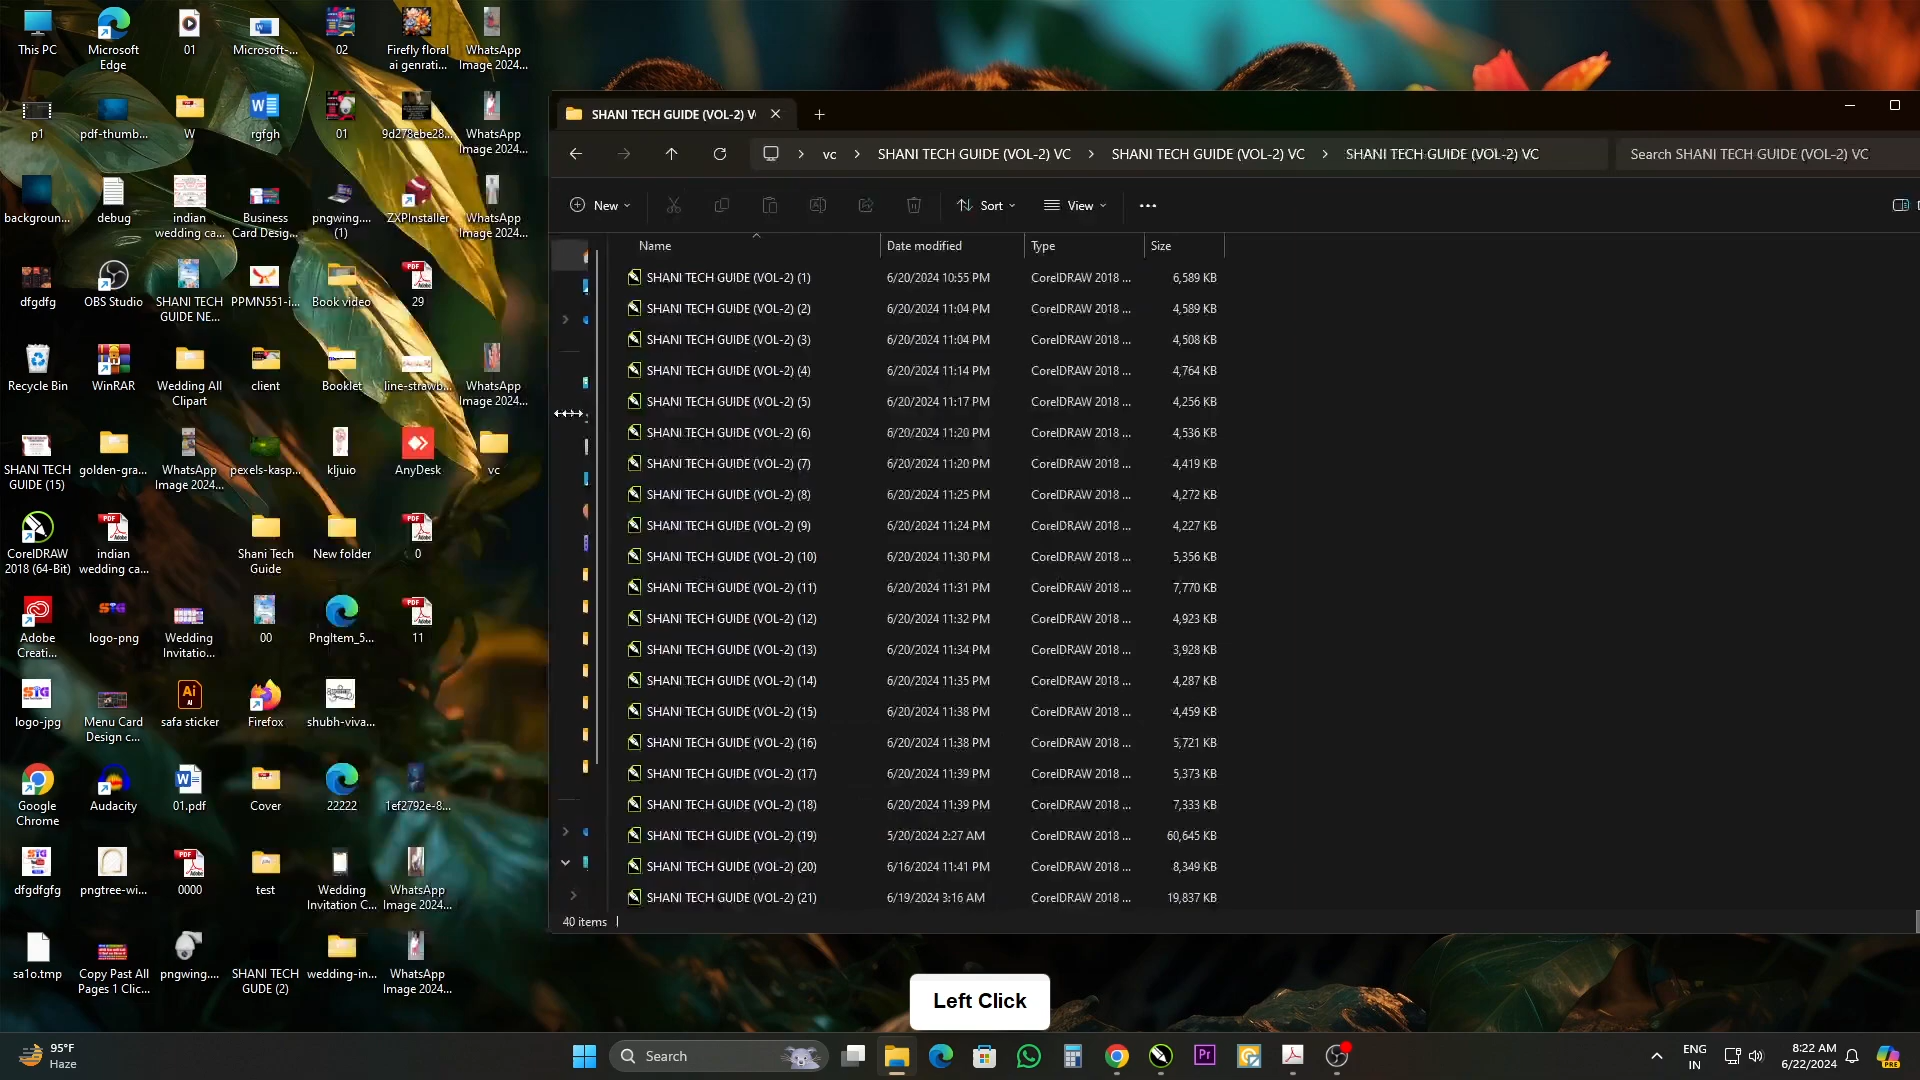 This PC
Microsoft
Edge
01
Microsoft-...
02
Firefly floral
ai genrati...
WhatsApp
Image 2024...
p1
pdf-thumb...
W
rgfgh
01
9d278ebe28...
WhatsApp
Image 2024...
backgroun...
debug
indian
wedding ca...
Business
Card Desig...
pngwing....
(1)
ZXPInstaller
WhatsApp
Image 2024...
dfgdfg
OBS Studio
SHANI TECH
GUIDE NE...
PPMN551-i...
Book video
29
Recycle Bin
WinRAR
Wedding All
Clipart
client
Booklet
line-strawb...
WhatsApp
Image 2024...
SHANI TECH
GUIDE (15)
golden-gra...
WhatsApp
Image 2024...
pexels-kasp...
kljuio
AnyDesk
vc
CorelDRAW
2018 (64-Bit)
indian
wedding ca...
Shani Tech
Guide
New folder
0
Adobe
Creati...
logo-png
Wedding
Invitatio...
00
PngItem_5...
11
logo-jpg
Menu Card
Design c...
safa sticker
Firefox
shubh-viva...
Google
Chrome
Audacity
01.pdf
Cover
22222
1ef2792e-8...
dfgdfgfg
pngtree-wi...
0000
test
Wedding
Invitation C...
WhatsApp
Image 2024...
sa1o.tmp
Copy Past All
Pages 1 Clic...
pngwing....
SHANI TECH
GUDE (2)
wedding-in...
WhatsApp
Image 2024...
SHANI TECH GUIDE (VOL-2) V
vc
SHANI TECH GUIDE (VOL-2) VC
SHANI TECH GUIDE (VOL-2) VC
SHANI TECH GUIDE (VOL-2) VC
Search SHANI TECH GUIDE (VOL-2) VC
New
Sort
View
Name Date modified Type Size
SHANI TECH GUIDE (VOL-2) (1) 6/20/2024 10:55 PM CorelDRAW 2018 ... 6,589 KB
SHANI TECH GUIDE (VOL-2) (2) 6/20/2024 11:04 PM CorelDRAW 2018 ... 4,589 KB
SHANI TECH GUIDE (VOL-2) (3) 6/20/2024 11:04 PM CorelDRAW 2018 ... 4,508 KB
SHANI TECH GUIDE (VOL-2) (4) 6/20/2024 11:14 PM CorelDRAW 2018 ... 4,764 KB
SHANI TECH GUIDE (VOL-2) (5) 6/20/2024 11:17 PM CorelDRAW 2018 ... 4,256 KB
SHANI TECH GUIDE (VOL-2) (6) 6/20/2024 11:20 PM CorelDRAW 2018 ... 4,536 KB
SHANI TECH GUIDE (VOL-2) (7) 6/20/2024 11:20 PM CorelDRAW 2018 ... 4,419 KB
SHANI TECH GUIDE (VOL-2) (8) 6/20/2024 11:25 PM CorelDRAW 2018 ... 4,272 KB
SHANI TECH GUIDE (VOL-2) (9) 6/20/2024 11:24 PM CorelDRAW 2018 ... 4,227 KB
SHANI TECH GUIDE (VOL-2) (10) 6/20/2024 11:30 PM CorelDRAW 2018 ... 5,356 KB
SHANI TECH GUIDE (VOL-2) (11) 6/20/2024 11:31 PM CorelDRAW 2018 ... 7,770 KB
SHANI TECH GUIDE (VOL-2) (12) 6/20/2024 11:32 PM CorelDRAW 2018 ... 4,923 KB
SHANI TECH GUIDE (VOL-2) (13) 6/20/2024 11:34 PM CorelDRAW 2018 ... 3,928 KB
SHANI TECH GUIDE (VOL-2) (14) 6/20/2024 11:35 PM CorelDRAW 2018 ... 4,287 KB
SHANI TECH GUIDE (VOL-2) (15) 6/20/2024 11:38 PM CorelDRAW 2018 ... 4,459 KB
SHANI TECH GUIDE (VOL-2) (16) 6/20/2024 11:38 PM CorelDRAW 2018 ... 5,721 KB
SHANI TECH GUIDE (VOL-2) (17) 6/20/2024 11:39 PM CorelDRAW 2018 ... 5,373 KB
SHANI TECH GUIDE (VOL-2) (18) 6/20/2024 11:39 PM CorelDRAW 2018 ... 7,333 KB
SHANI TECH GUIDE (VOL-2) (19) 5/20/2024 2:27 AM CorelDRAW 2018 ... 60,645 KB
SHANI TECH GUIDE (VOL-2) (20) 6/16/2024 11:41 PM CorelDRAW 2018 ... 8,349 KB
SHANI TECH GUIDE (VOL-2) (21) 6/19/2024 3:16 AM CorelDRAW 2018 ... 19,837 KB
40 items
Left Click
95°F
Haze
Search
ENG
IN
8:22 AM
6/22/2024